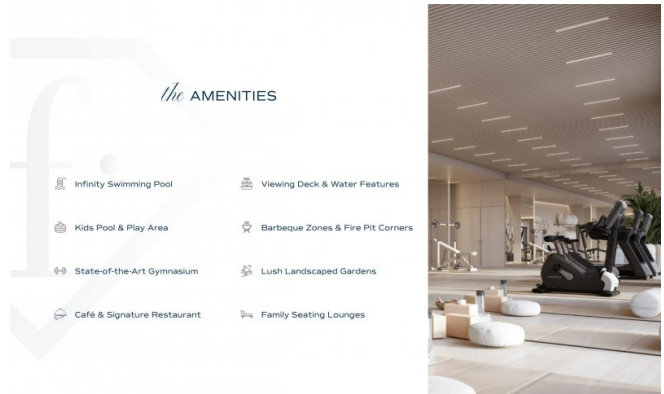 the AMENITIES
Infinity Swimming Pool
Viewing Deck & Water Features
Kids Pool & Play Area
Barbeque Zones & Fire Pit Corners
State-of-the-Art Gymnasium
Lush Landscaped Gardens
Café & Signature Restaurant
Family Seating Lounges